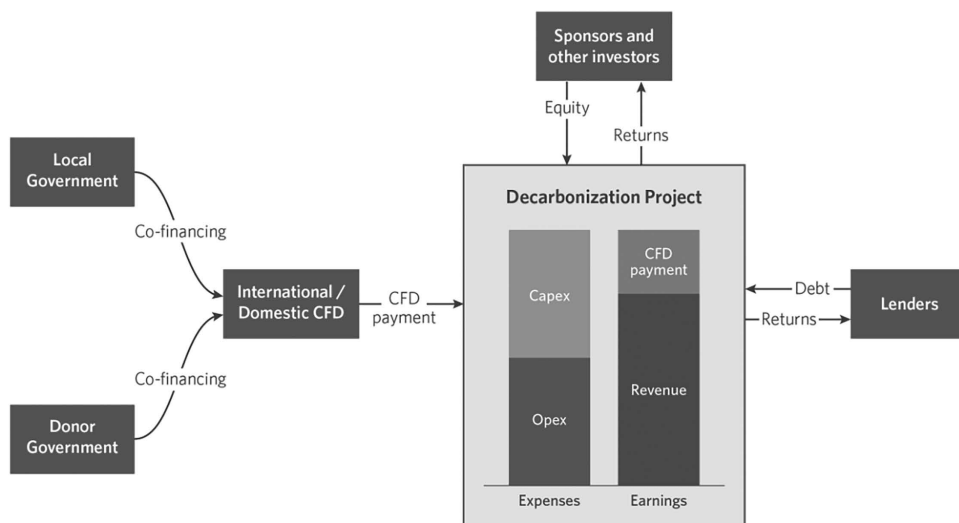 Sponsors and
other investors
Equity
Returns
Local
Government
Co-financing
Decarbonization Project
International /
Domestic CFD
CFD
payment
Capex
Opex
Expenses
CFD
payment
Revenue
Earnings
Debt
Returns
Lenders
Co-financing
Donor
Government